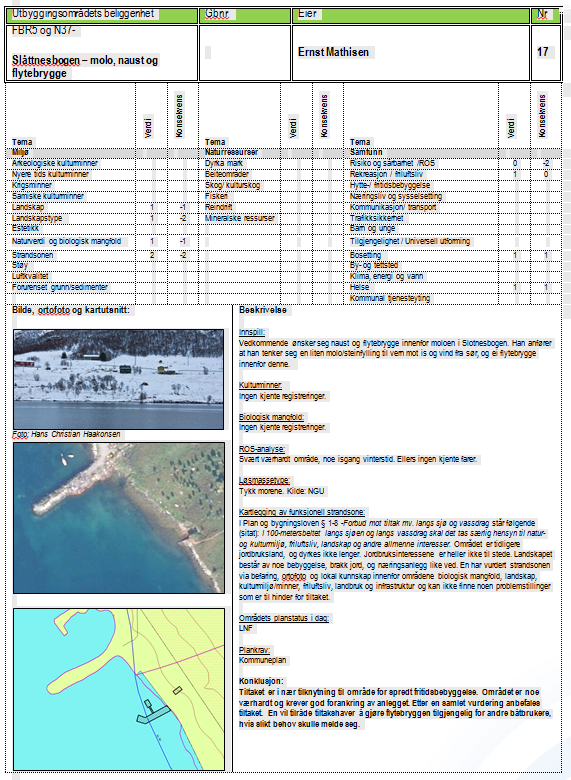 Utbyggingsområdets beliggenhet Gbnr Eier Nr
FBR5 og N37-
Slåttnesbogen – molo, naust og
flytebrygge
Ernst Mathisen 17
Tema Verdi Konsekvens Tema Verdi Konsekvens Tema Verdi Konsekvens
Miljø Naturressurser Samfunn
Arkeologiske kulturminner Dyrka mark Risiko og sårbarhet /ROS 0 -2
Nyere tids kulturminner Beiteområder Rekreasjon / friluftsliv 1 0
Krigsminner Skog/ kulturskog Hytte-/ fritidsbebyggelse
Samiske kulturminner Fiskeri Næringsliv og sysselsetting
Landskap 1 -1 Reindrift Kommunikasjon/ transport
Landskapstype 1 -2 Mineralske ressurser Trafikksikkerhet
Estetikk Barn og unge
Naturverdi og biologisk mangfold 1 -1 Tilgjengelighet / Universell utforming
Strandsonen 2 -2 Bosetting 1 1
Støy By- og tettsted
Luftkvalitet Klima, energi og vann
Forurenset grunn/sedimenter Helse 1 1
Kommunal tjenesteyting
Bilde, ortofoto og kartutsnitt:
Foto: Hans Christian Haakonsen
Beskrivelse
Innspill:
Vedkommende ønsker seg naust og flytebrygge innenfor moloen i Slotnesbogen. Han anfører
at han tenker seg en liten molo/steinfylling til vern mot is og vind fra sør, og ei flytebrygge
innenfor denne.
Kulturminner:
Ingen kjente registreringer.
Biologisk mangfold:
Ingen kjente registreringer.
ROS-analyse:
Svært værhardt område, noe isgang vinterstid. Ellers ingen kjente farer.
Løsmassetype:
Tykk morene. Kilde: NGU
Kartlegging av funksjonell strandsone:
I Plan og bygningsloven § 1-8 -Forbud mot tiltak mv. langs sjø og vassdrag står følgende
(sitat): I 100-metersbeltet langs sjøen og langs vassdrag skal det tas særlig hensyn til natur-
og kulturmiljø, friluftsliv, landskap og andre allmenne interesser. Området er tidligere
jordbruksland, og dyrkes ikke lenger. Jordbruksinteressene er heller ikke til stede. Landskapet
består av noe bebyggelse, brakk jord, og næringsanlegg like ved. En har vurdert strandsonen
via befaring, ortofoto og lokal kunnskap innenfor områdene biologisk mangfold, landskap,
kulturmiljø/minner, friluftsliv, landbruk og infrastruktur og kan ikke finne noen problemstillinger
som er til hinder for tiltaket.
Områdets planstatus i dag:
LNF
Plankrav:
Kommuneplan
Konklusjon:
Tiltaket er i nær tilknytning til område for spredt fritidsbebyggelse. Området er noe
værhardt og krever god forankring av anlegget. Etter en samlet vurdering anbefales
tiltaket. En vil tilråde tiltakshaver å gjøre flytebryggen tilgjengelig for andre båtbrukere,
hvis slikt behov skulle melde seg.